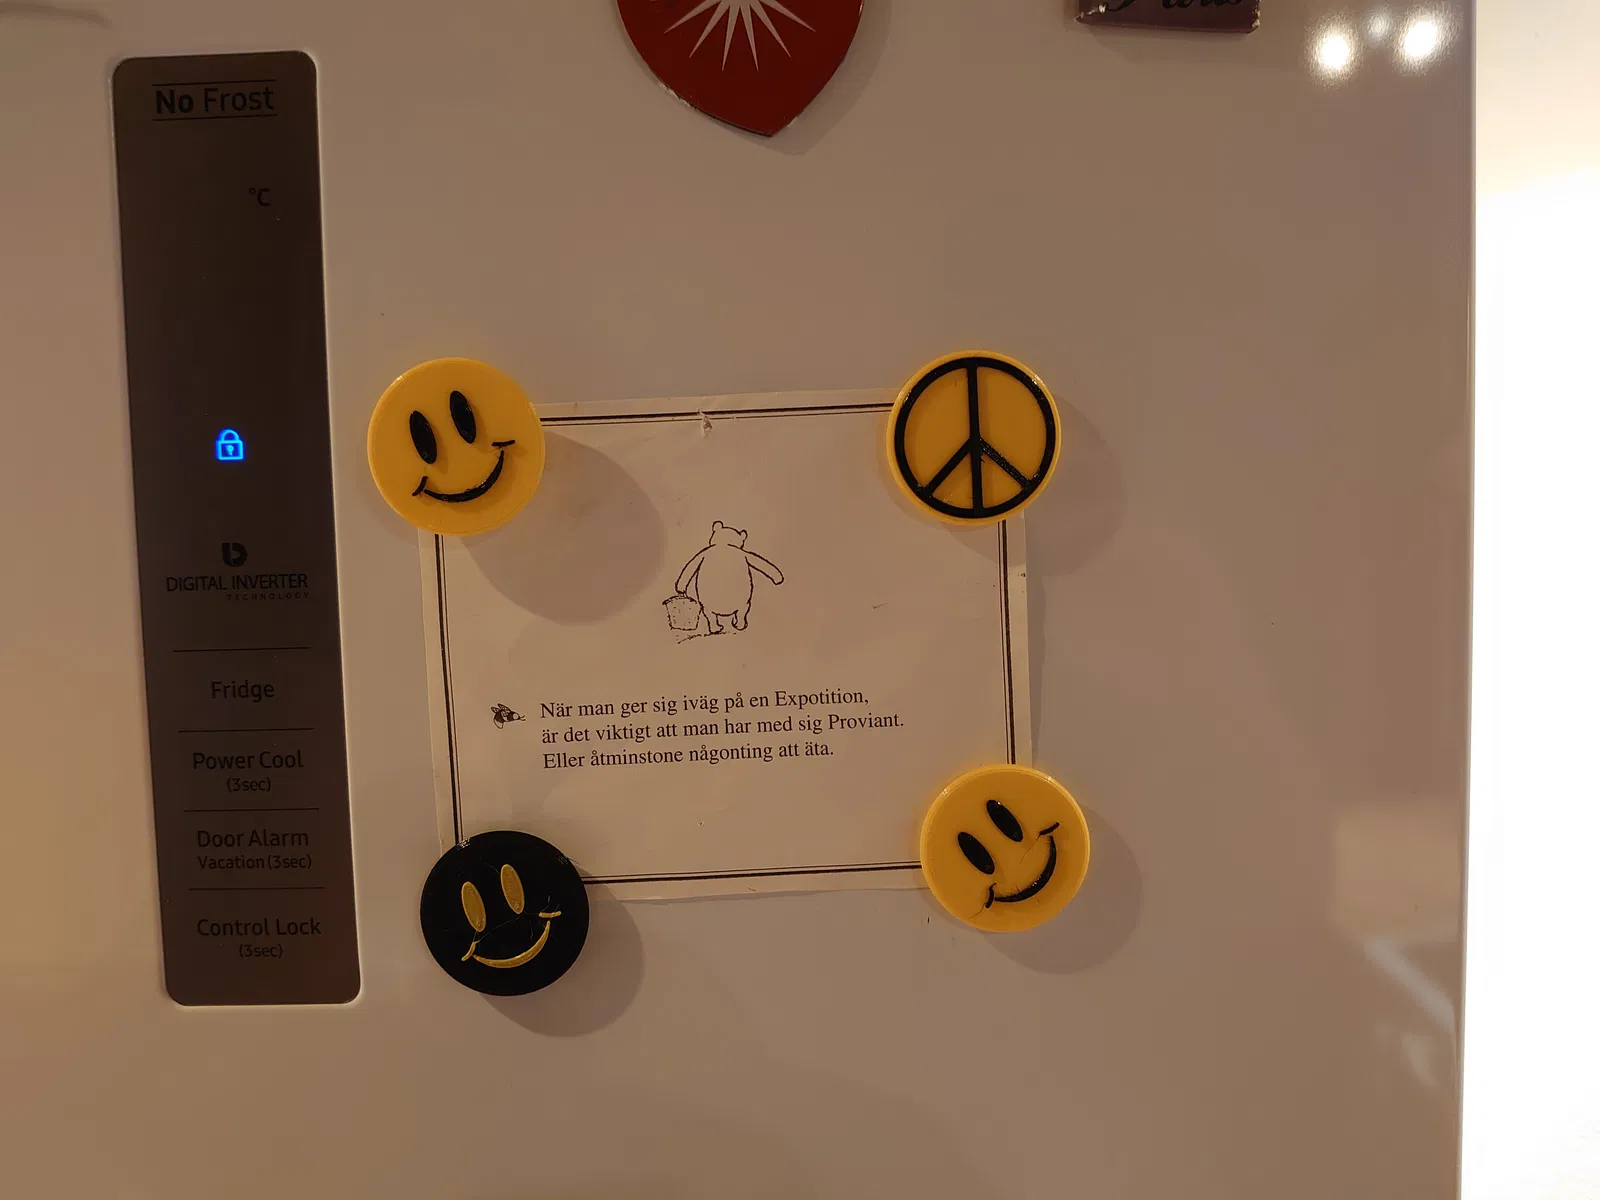 No Frost
°C
DIGITAL INVERTER
TECHNOLOGY
Fridge
Power Cool
(3sec)
Door Alarm
Vacation (3sec)
Control Lock
(3sec)
När man ger sig iväg på en Expotition,
är det viktigt att man har med sig Proviant.
Eller åtminstone någonting att äta.